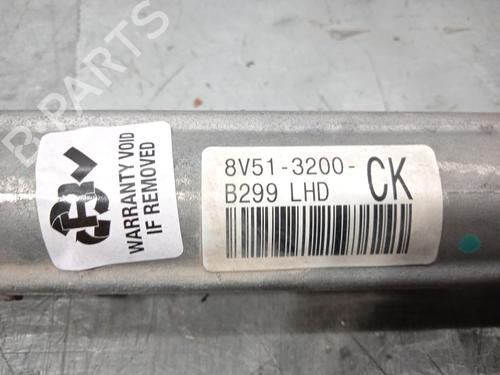 B-PARTS
WARRANTY VOID
IF REMOVED
8V51-3200-
B299 LHD
CK